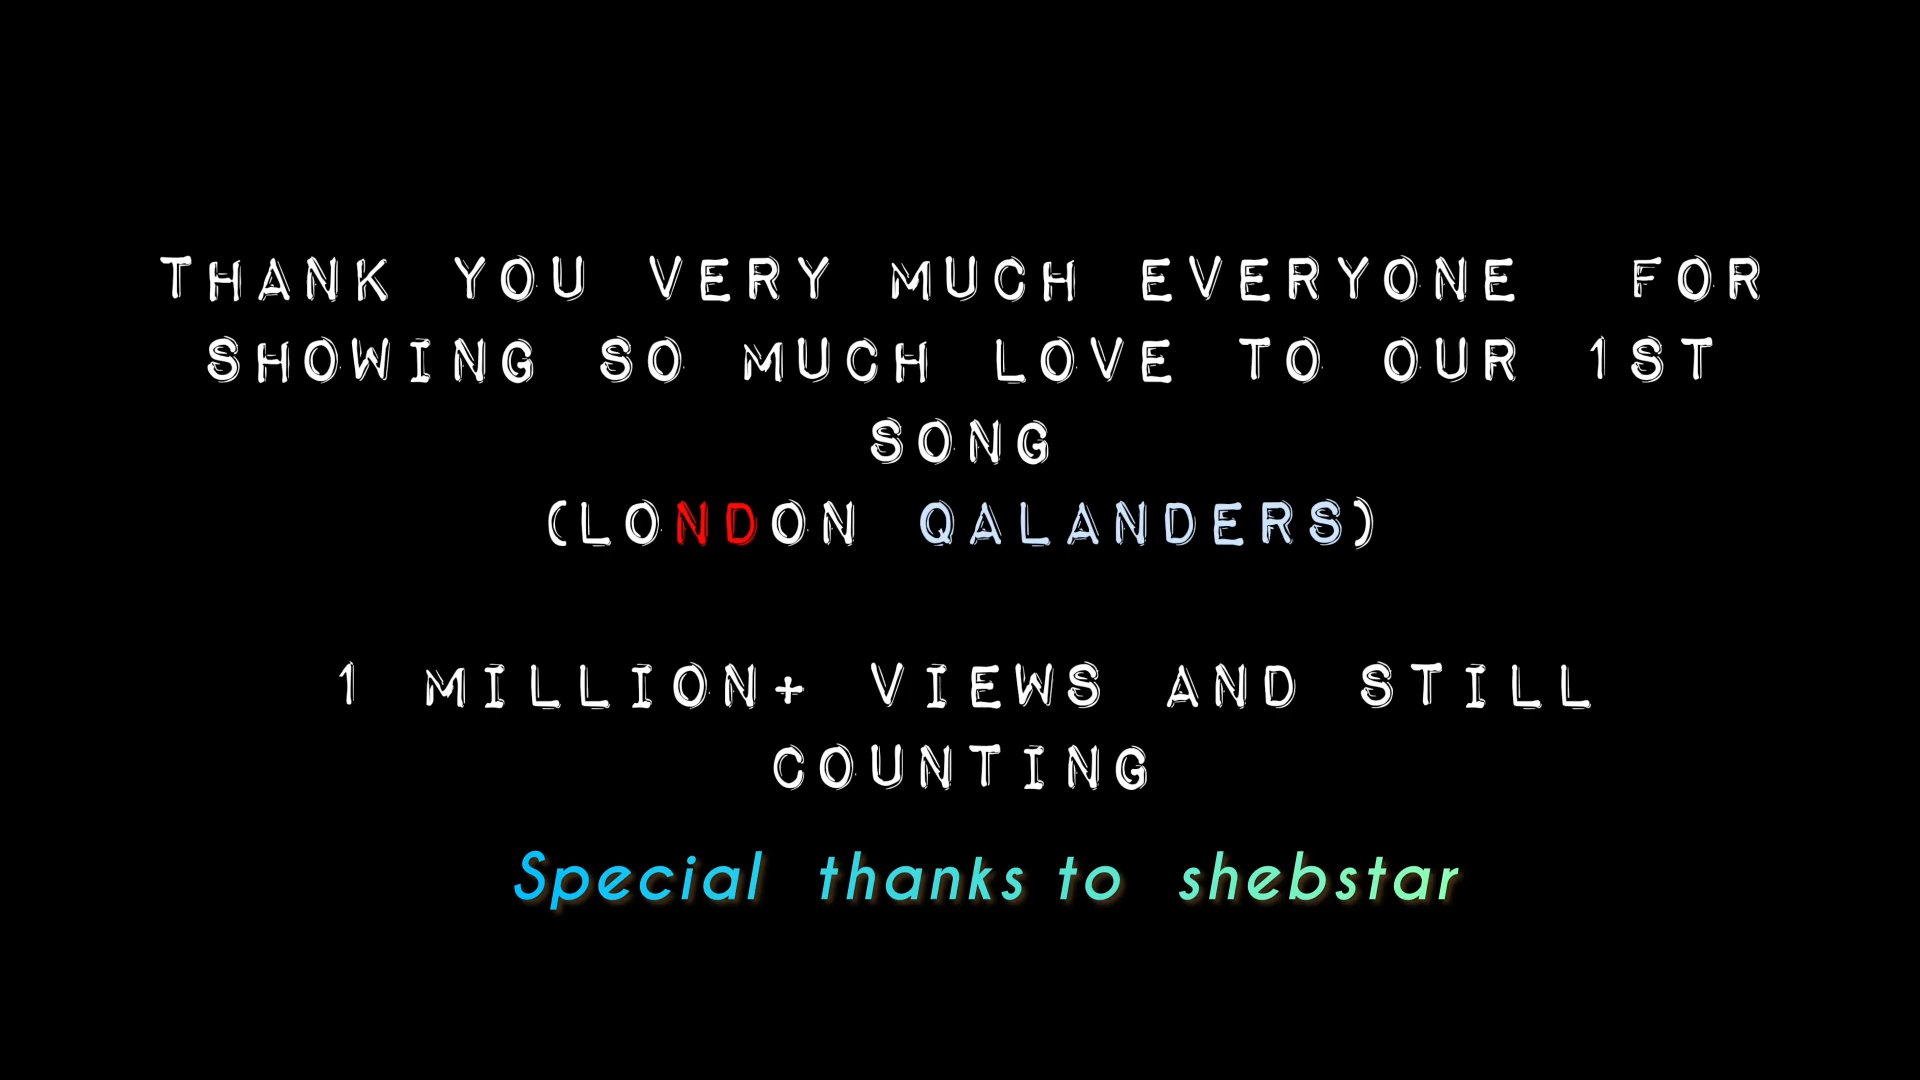 THANK YOU VERY MUCH EVERYONE FOR
SHOWING SO MUCH LOVE TO OUR 1ST
SONG
(LONDON QALANDERS)
1 MILLION+ VIEWS AND STILL
COUNTING
Special thanks to shebstar